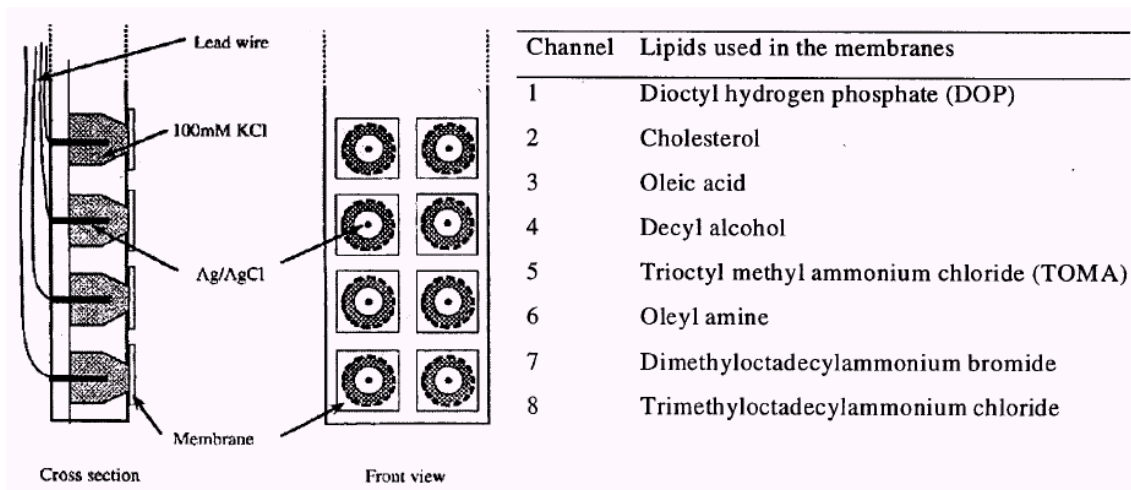 Lead wire
100mM KCl
Ag/AgCl
Membrane
Cross section
Front view
Channel Lipids used in the membranes
1 Dioctyl hydrogen phosphate (DOP)
2 Cholesterol
3 Oleic acid
4 Decyl alcohol
5 Trioctyl methyl ammonium chloride (TOMA)
6 Oleyl amine
7 Dimethyloctadecylammonium bromide
8 Trimethyloctadecylammonium chloride